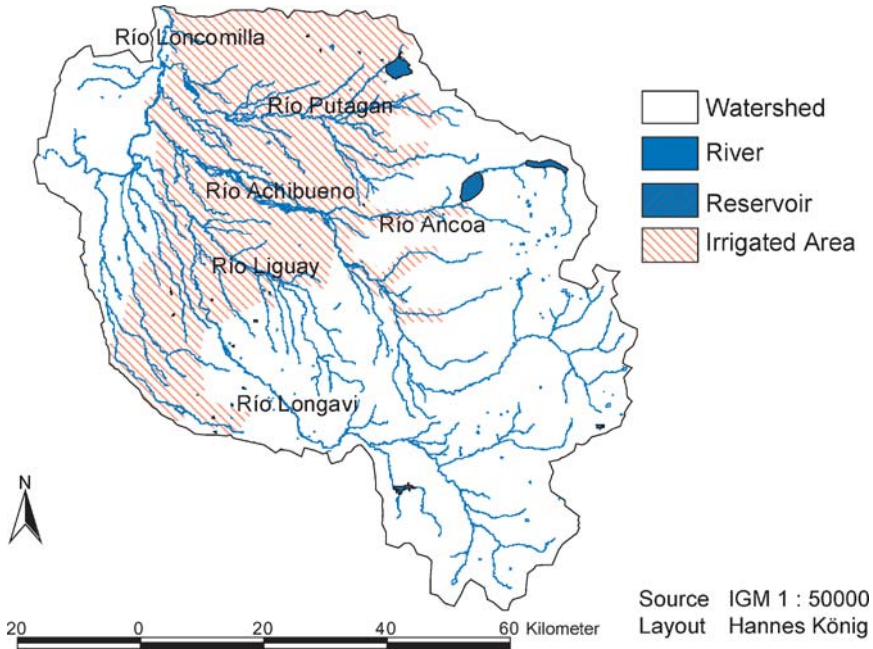 Río Loncomilla
Río Putagán
Río Achibueno
Río Ancoa
Río Liguay
Río Longavi
Watershed
River
Reservoir
Irrigated Area
N
20 0 20 40 60 Kilometer
Source IGM 1 : 50000
Layout Hannes König